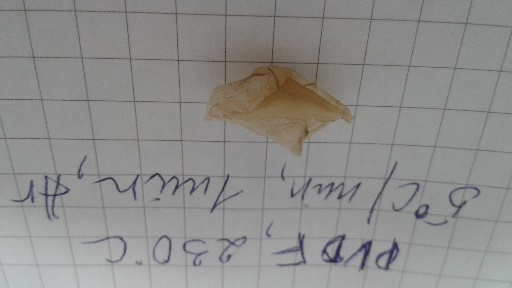 PVDF, 230°C
5°C/min, 1min, Ar